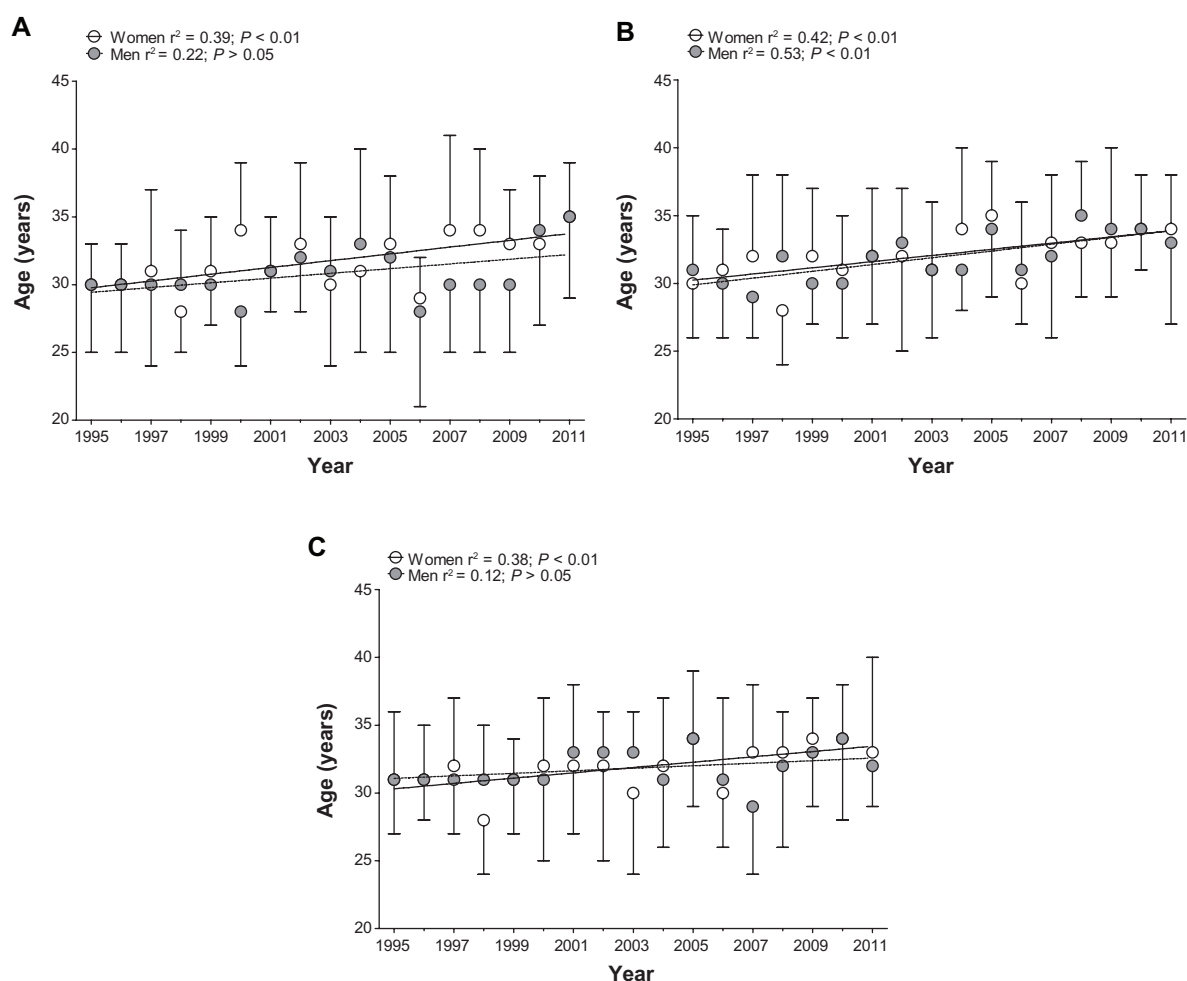 A
Women r² = 0.39; P < 0.01
Men r² = 0.22; P > 0.05
45
40
35
30
25
20
Age (years)
1995 1997 1999 2001 2003 2005 2007 2009 2011
Year
B
Women r² = 0.42; P < 0.01
Men r² = 0.53; P < 0.01
45
40
35
30
25
20
Age (years)
1995 1997 1999 2001 2003 2005 2007 2009 2011
Year
C
Women r² = 0.38; P < 0.01
Men r² = 0.12; P > 0.05
45
40
35
30
25
20
Age (years)
1995 1997 1999 2001 2003 2005 2007 2009 2011
Year